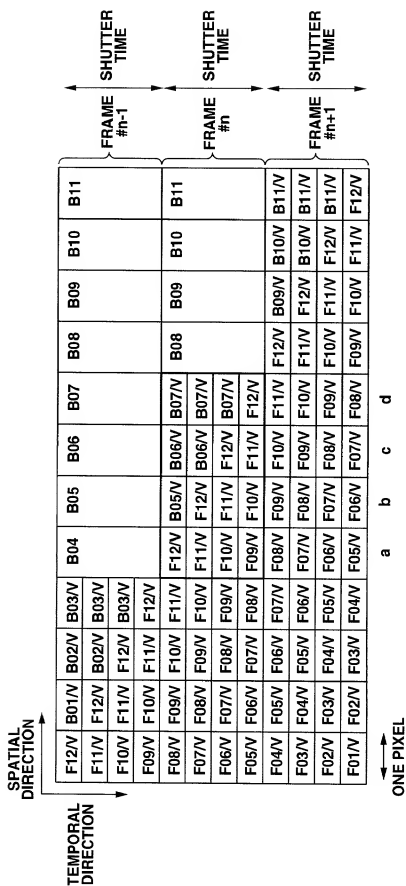 SPATIAL
DIRECTION
TEMPORAL
DIRECTION
F12/V B01/V B02/V B03/V B04 B05 B06 B07 B08 B09 B10 B11
F11/V F12/V B02/V B03/V
F10/V F11/V F12/V B03/V
F09/V F10/V F11/V F12/V
FRAME
#n-1
SHUTTER
TIME
F08/V F09/V F10/V F11/V F12/V B05/V B06/V B07/V B08 B09 B10 B11
F07/V F08/V F09/V F10/V F11/V F12/V B06/V B07/V
F06/V F07/V F08/V F09/V F10/V F11/V F12/V B07/V
F05/V F06/V F07/V F08/V F09/V F10/V F11/V F12/V
FRAME
#n
SHUTTER
TIME
F04/V F05/V F06/V F07/V F08/V F09/V F10/V F11/V F12/V B09/V B10/V B11/V
F03/V F04/V F05/V F06/V F07/V F08/V F09/V F10/V F11/V F12/V B10/V B11/V
F02/V F03/V F04/V F05/V F06/V F07/V F08/V F09/V F10/V F11/V F12/V B11/V
F01/V F02/V F03/V F04/V F05/V F06/V F07/V F08/V F09/V F10/V F11/V F12/V
FRAME
#n+1
SHUTTER
TIME
ONE PIXEL
a b c d